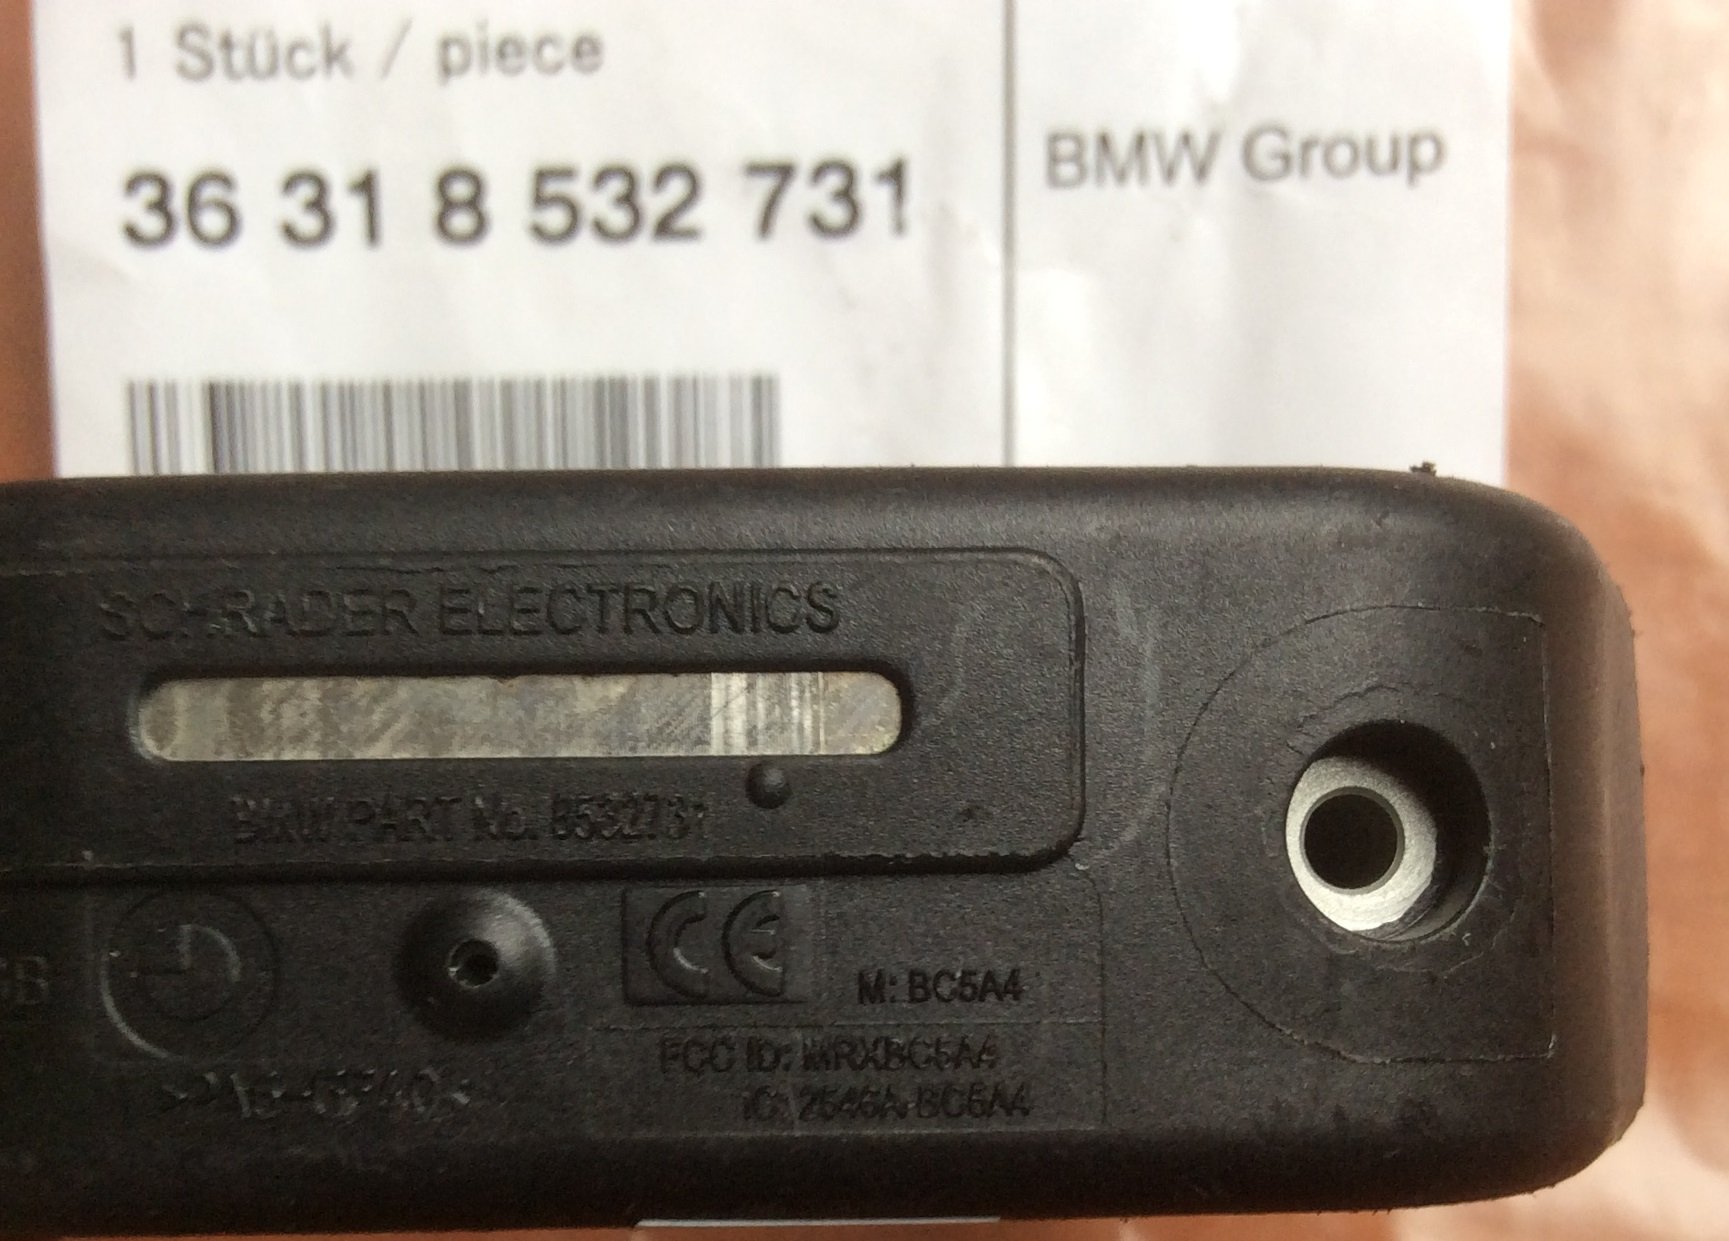 1 Stück / piece
36 31 8 532 731
BMW Group
SCHRADER ELECTRONICS
BMW PART No. 8532731
CE
M: BC5A4
FCC ID: MRXBC5A4
IC: 2546A-BC5A4